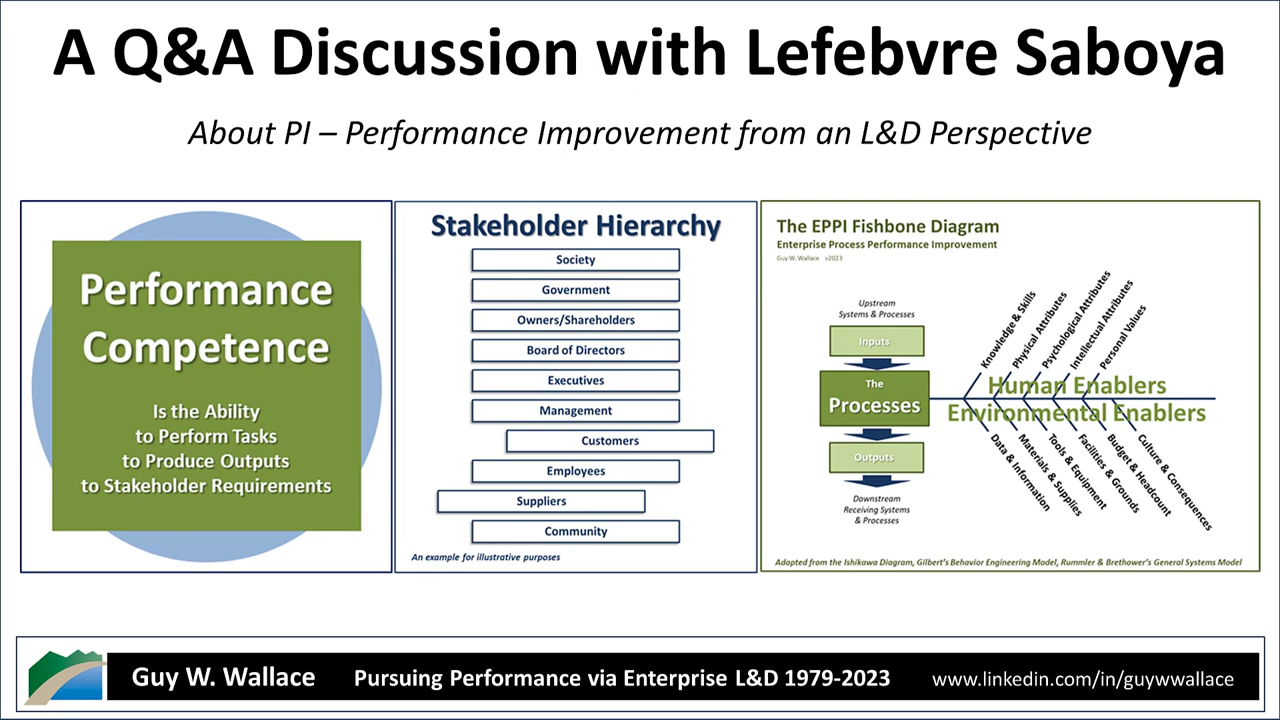 A Q&A Discussion with Lefebvre Saboya
About PI – Performance Improvement from an L&D Perspective
Performance
Competence
Is the Ability
to Perform Tasks
to Produce Outputs
to Stakeholder Requirements
Stakeholder Hierarchy
Society
Government
Owners/Shareholders
Board of Directors
Executives
Management
Customers
Employees
Suppliers
Community
An example for illustrative purposes
The EPPI Fishbone Diagram
Enterprise Process Performance Improvement
Guy W. Wallace v2023
Upstream
Systems & Processes
Inputs
The
Processes
Outputs
Downstream
Receiving Systems
& Processes
Knowledge & Skills
Physical Attributes
Psychological Attributes
Intellectual Attributes
Personal Values
Human Enablers
Environmental Enablers
Data & Information
Materials & Supplies
Tools & Equipment
Facilities & Grounds
Budget & Headcount
Culture & Consequences
Adapted from the Ishikawa Diagram, Gilbert's Behavior Engineering Model, Rummler & Brethower's General Systems Model
Guy W. Wallace Pursuing Performance via Enterprise L&D 1979-2023 www.linkedin.com/in/guywwallace